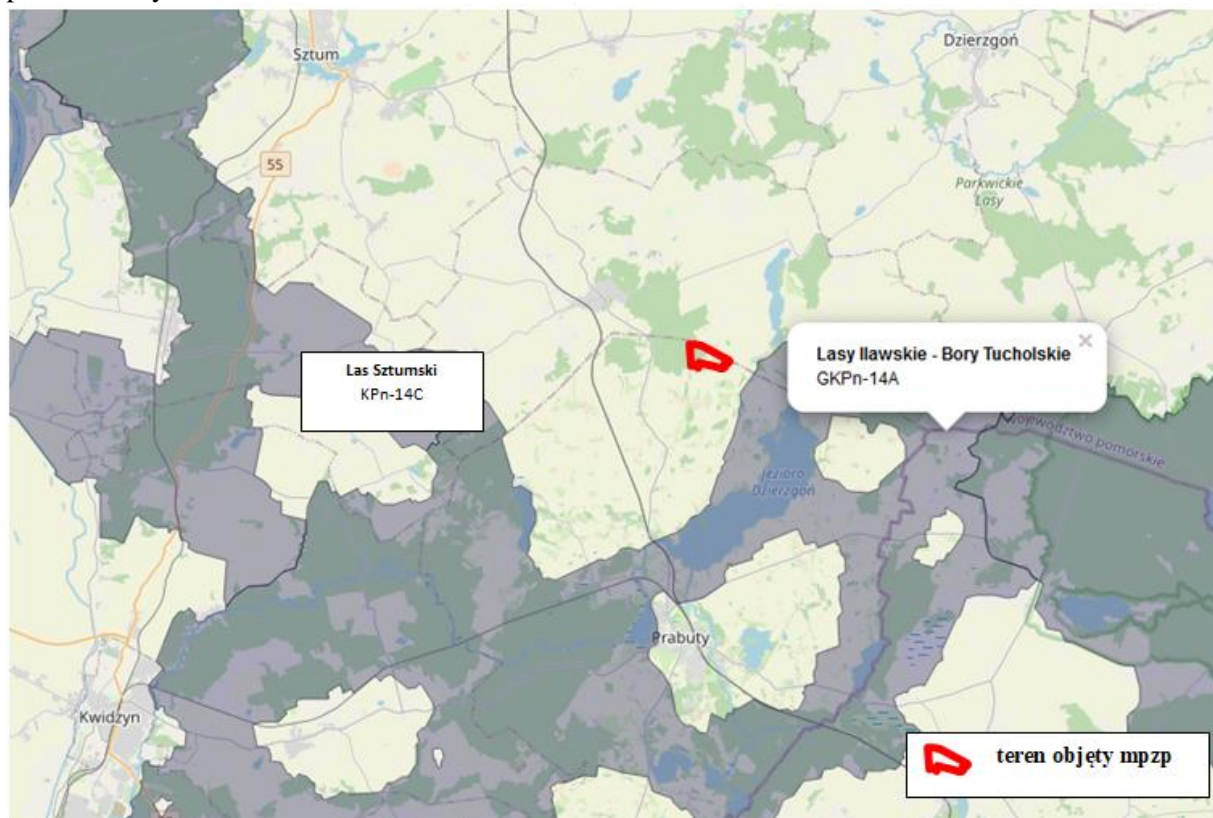 Sztum
Dzierzgoń
55
Parkwickie
Lasy
Las Sztumski
KPn-14C
Lasy Iławskie - Bory Tucholskie
GKPn-14A
×
województwo pomorskie
Jezioro
Dzierzgoń
Prabuty
Kwidzyn
teren objęty mpzp